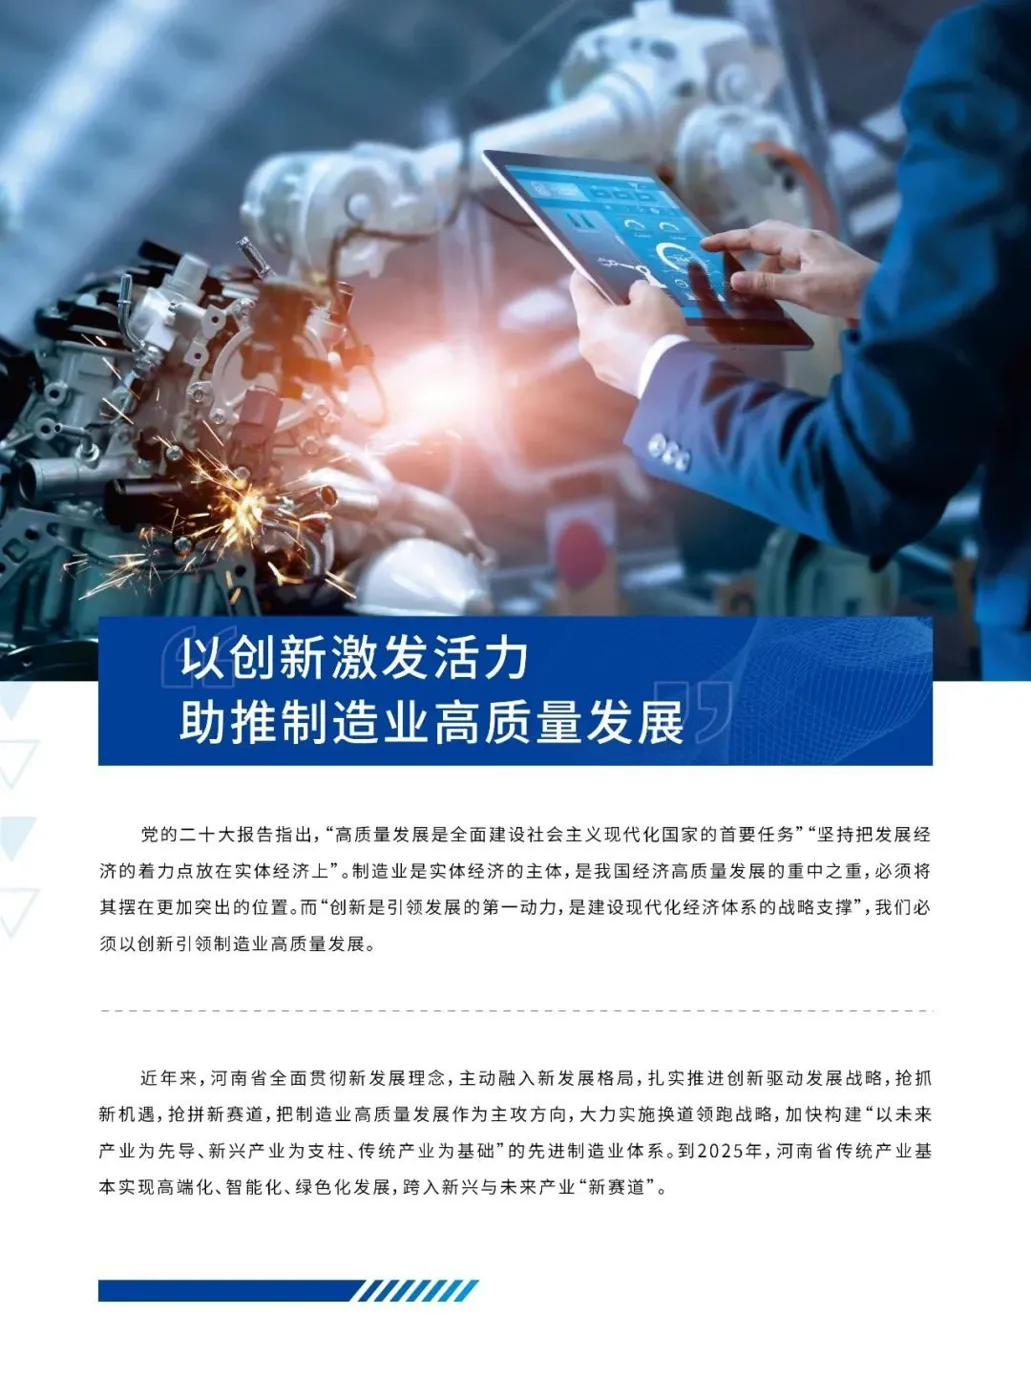 以创新激发活力
助推制造业高质量发展
党的二十大报告指出，“高质量发展是全面建设社会主义现代化国家的首要任务”“坚持把发展经
济的着力点放在实体经济上”。制造业是实体经济的主体，是我国经济高质量发展的重中之重，必须将
其摆在更加突出的位置。而“创新是引领发展的第一动力，是建设现代化经济体系的战略支撑”，我们必
须以创新引领制造业高质量发展。
近年来，河南省全面贯彻新发展理念，主动融入新发展格局，扎实推进创新驱动发展战略，抢抓
新机遇，抢拼新赛道，把制造业高质量发展作为主攻方向，大力实施换道领跑战略，加快构建“以未来
产业为先导、新兴产业为支柱、传统产业为基础”的先进制造业体系。到2025年，河南省传统产业基
本实现高端化、智能化、绿色化发展，跨入新兴与未来产业“新赛道”。